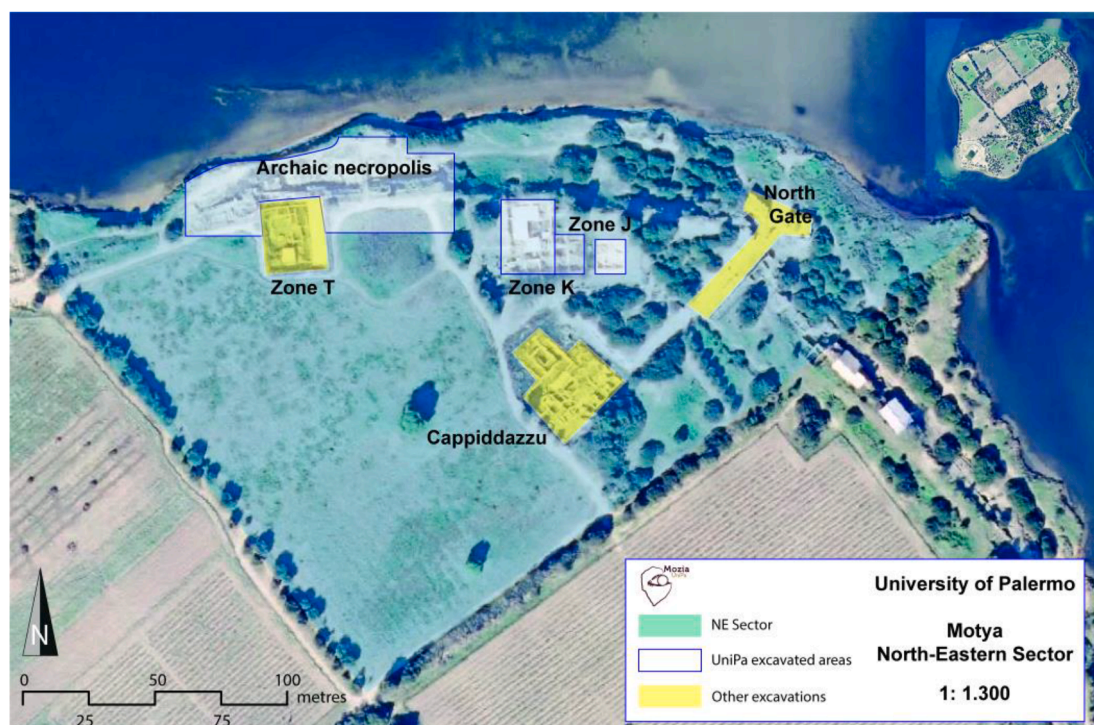 Archaic necropolis
North
Gate
Zone J
Zone T
Zone K
Cappiddazzu
N
0 50 100
metres
25 75
Mozia
UniPa
University of Palermo
NE Sector
Motya
North-Eastern Sector
UniPa excavated areas
1: 1.300
Other excavations